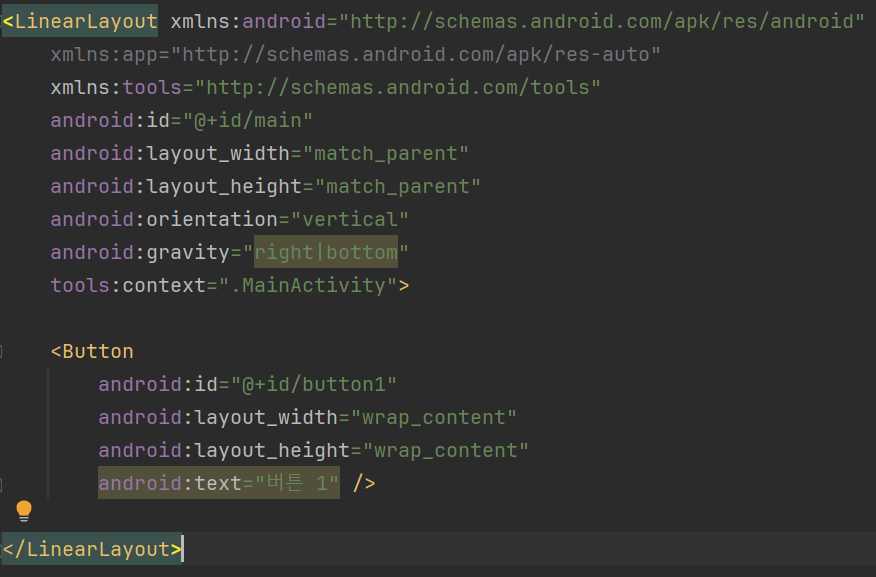 <LinearLayout xmlns:android="http://schemas.android.com/apk/res/android"
    xmlns:app="http://schemas.android.com/apk/res-auto"
    xmlns:tools="http://schemas.android.com/tools"
    android:id="@+id/main"
    android:layout_width="match_parent"
    android:layout_height="match_parent"
    android:orientation="vertical"
    android:gravity="right|bottom"
    tools:context=".MainActivity">

    <Button
        android:id="@+id/button1"
        android:layout_width="wrap_content"
        android:layout_height="wrap_content"
        android:text="버튼 1" />

</LinearLayout>